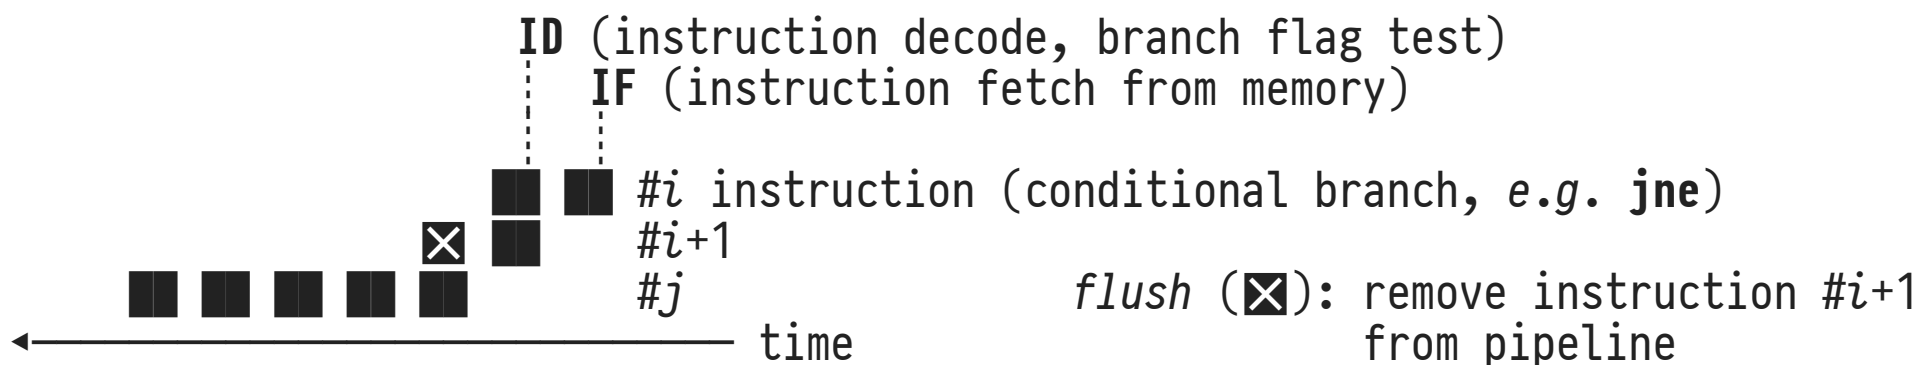 ID (instruction decode, branch flag test)
IF (instruction fetch from memory)
#i instruction (conditional branch, e.g. jne)
#i+1
#j
flush (☒): remove instruction #i+1
from pipeline
time